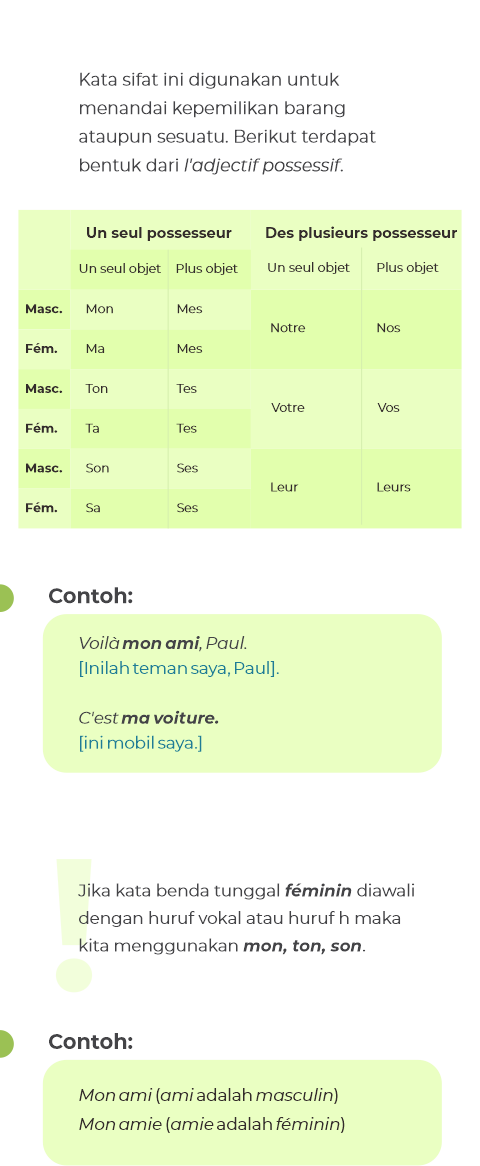 Kata sifat ini digunakan untuk
menandai kepemilikan barang
ataupun sesuatu. Berikut terdapat
bentuk dari l'adjectif possessif.
Un seul possesseur Des plusieurs possesseur
Un seul objet Plus objet Un seul objet Plus objet
Masc. Mon Mes
Notre Nos
Fém. Ma Mes
Masc. Ton Tes
Votre Vos
Fém. Ta Tes
Masc. Son Ses
Leur Leurs
Fém. Sa Ses
Contoh:
Voilà mon ami, Paul.
[Inilah teman saya, Paul].
C'est ma voiture.
[ini mobil saya.]
!
Jika kata benda tunggal féminin diawali
dengan huruf vokal atau huruf h maka
kita menggunakan mon, ton, son.
Contoh:
Mon ami (ami adalah masculin)
Mon amie (amie adalah féminin)